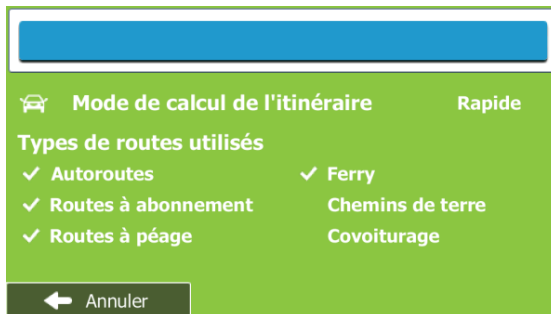 Mode de calcul de l'itinéraire Rapide
Types de routes utilisés
Autoroutes Ferry
Routes à abonnement Chemins de terre
Routes à péage Covoiturage
Annuler